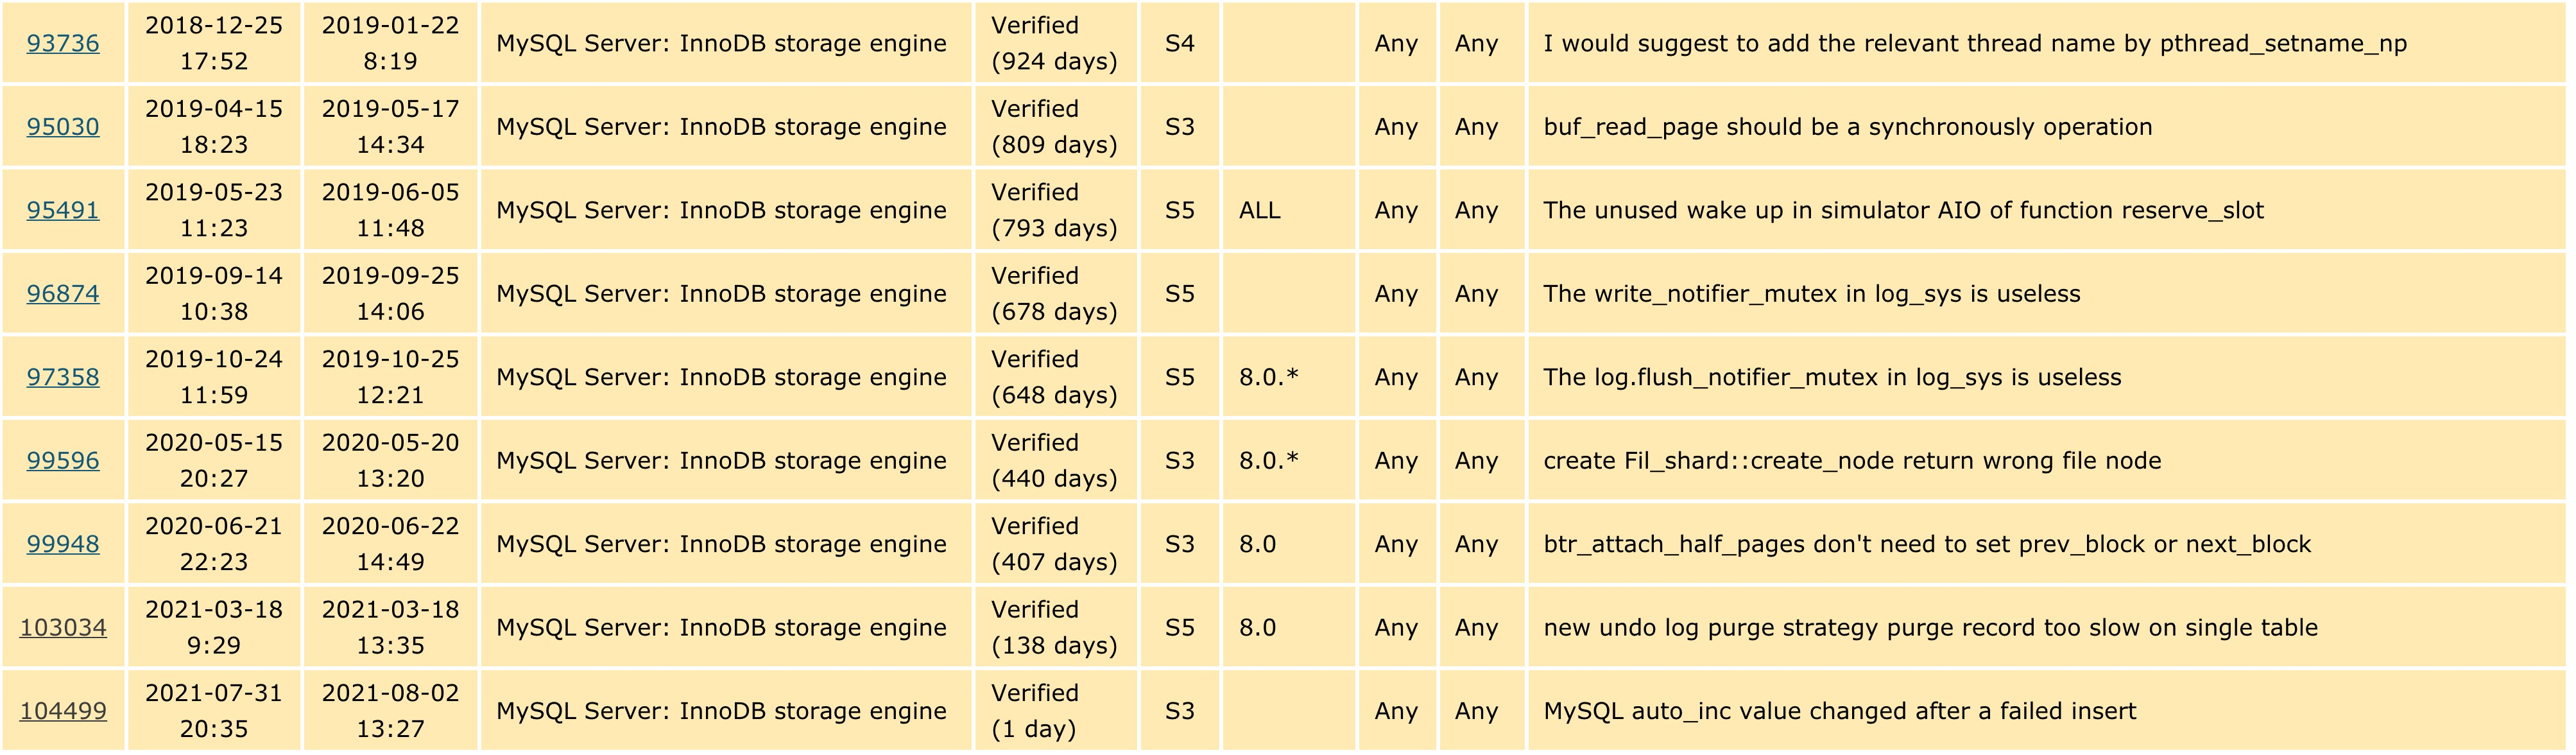 93736 2018-12-25 17:52 2019-01-22 8:19 MySQL Server: InnoDB storage engine Verified (924 days) S4 Any Any I would suggest to add the relevant thread name by pthread_setname_np
95030 2019-04-15 18:23 2019-05-17 14:34 MySQL Server: InnoDB storage engine Verified (809 days) S3 Any Any buf_read_page should be a synchronously operation
95491 2019-05-23 11:23 2019-06-05 11:48 MySQL Server: InnoDB storage engine Verified (793 days) S5 ALL Any Any The unused wake up in simulator AIO of function reserve_slot
96874 2019-09-14 10:38 2019-09-25 14:06 MySQL Server: InnoDB storage engine Verified (678 days) S5 Any Any The write_notifier_mutex in log_sys is useless
97358 2019-10-24 11:59 2019-10-25 12:21 MySQL Server: InnoDB storage engine Verified (648 days) S5 8.0.* Any Any The log.flush_notifier_mutex in log_sys is useless
99596 2020-05-15 20:27 2020-05-20 13:20 MySQL Server: InnoDB storage engine Verified (440 days) S3 8.0.* Any Any create Fil_shard::create_node return wrong file node
99948 2020-06-21 22:23 2020-06-22 14:49 MySQL Server: InnoDB storage engine Verified (407 days) S3 8.0 Any Any btr_attach_half_pages don't need to set prev_block or next_block
103034 2021-03-18 9:29 2021-03-18 13:35 MySQL Server: InnoDB storage engine Verified (138 days) S5 8.0 Any Any new undo log purge strategy purge record too slow on single table
104499 2021-07-31 20:35 2021-08-02 13:27 MySQL Server: InnoDB storage engine Verified (1 day) S3 Any Any MySQL auto_inc value changed after a failed insert